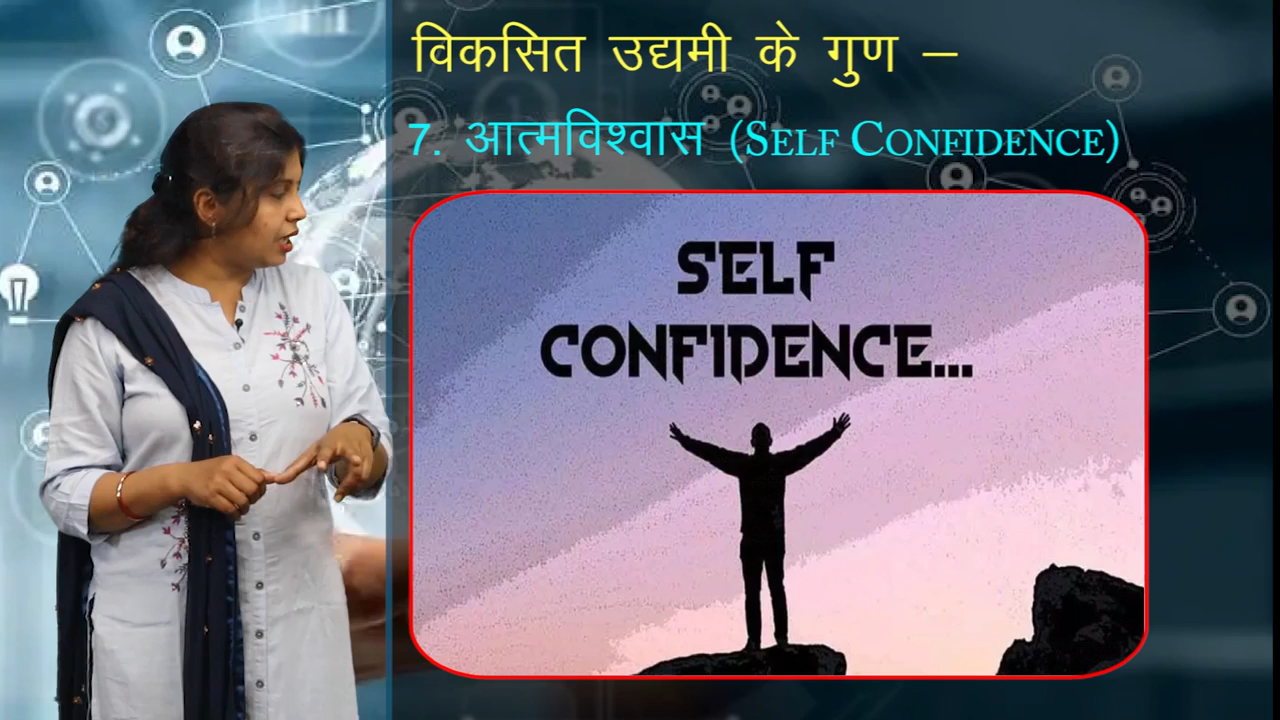 विकसित उद्यमी के गुण –
7. आत्मविश्वास (SELF CONFIDENCE)
SELF
CONFIDENCE...